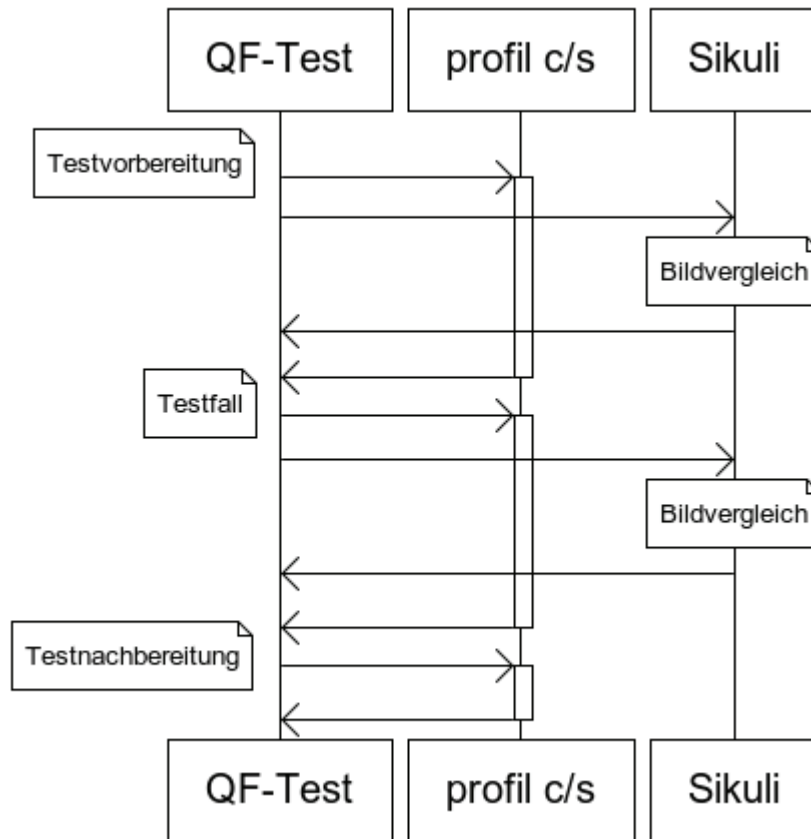 QF-Test
profil c/s
Sikuli
Testvorbereitung
Bildvergleich
Testfall
Bildvergleich
Testnachbereitung
QF-Test
profil c/s
Sikuli